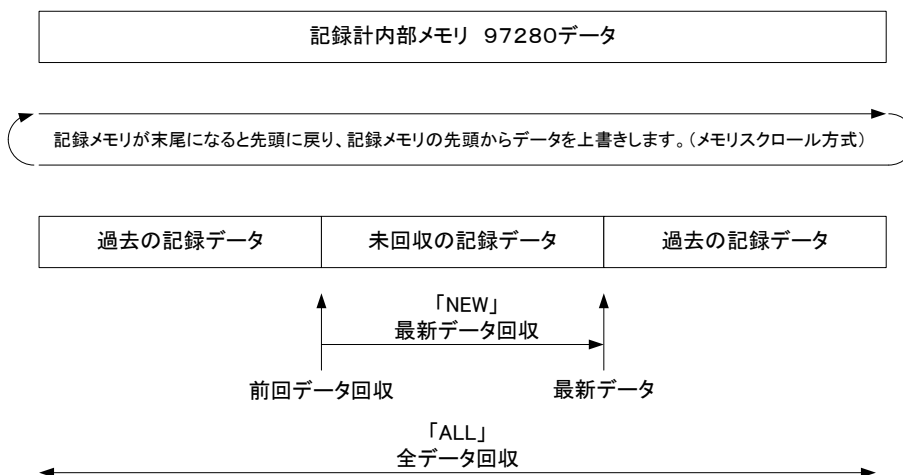 記録計内部メモリ 97280データ
記録メモリが末尾になると先頭に戻り、記録メモリの先頭からデータを上書きします。(メモリスクロール方式)
過去の記録データ 未回収の記録データ 過去の記録データ
「NEW」
最新データ回収
前回データ回収 最新データ
「ALL」
全データ回収